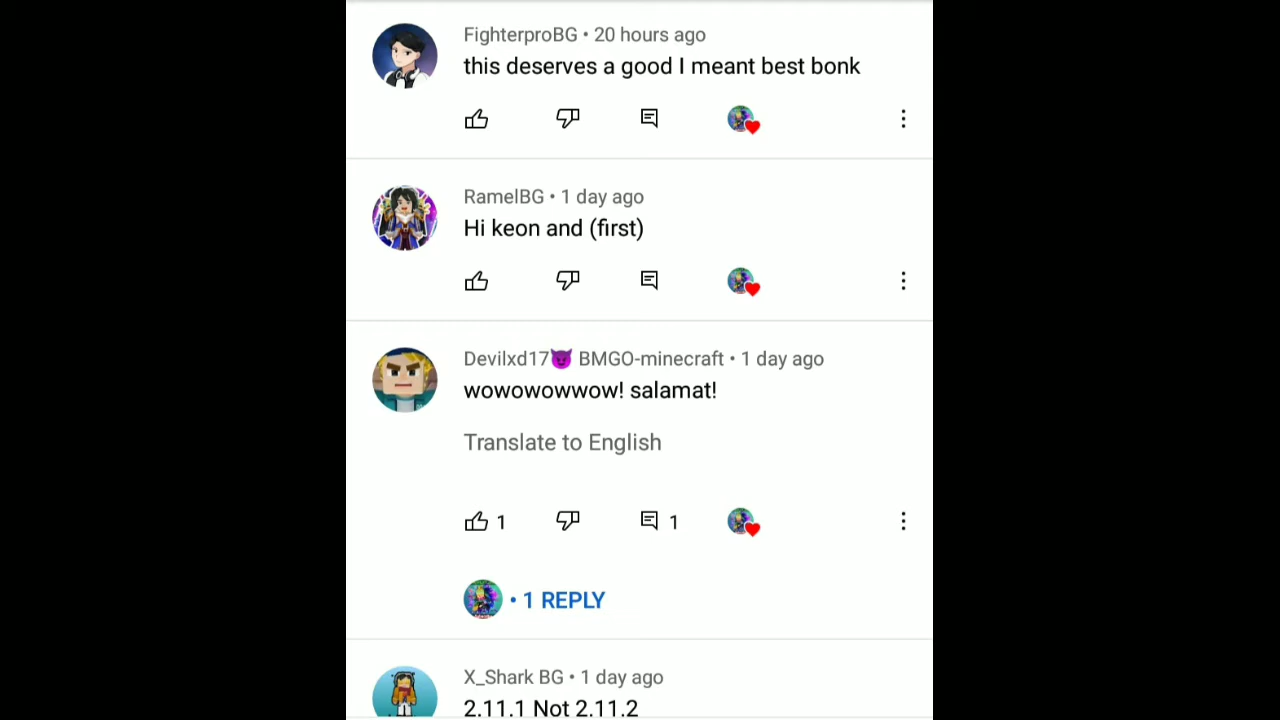 FighterproBG • 20 hours ago
this deserves a good I meant best bonk
RamelBG • 1 day ago
Hi keon and (first)
Devilxd17😈 BMGO-minecraft • 1 day ago
wowowowwow! salamat!
Translate to English
1 1
• 1 REPLY
X_Shark BG • 1 day ago
2.11.1 Not 2.11.2